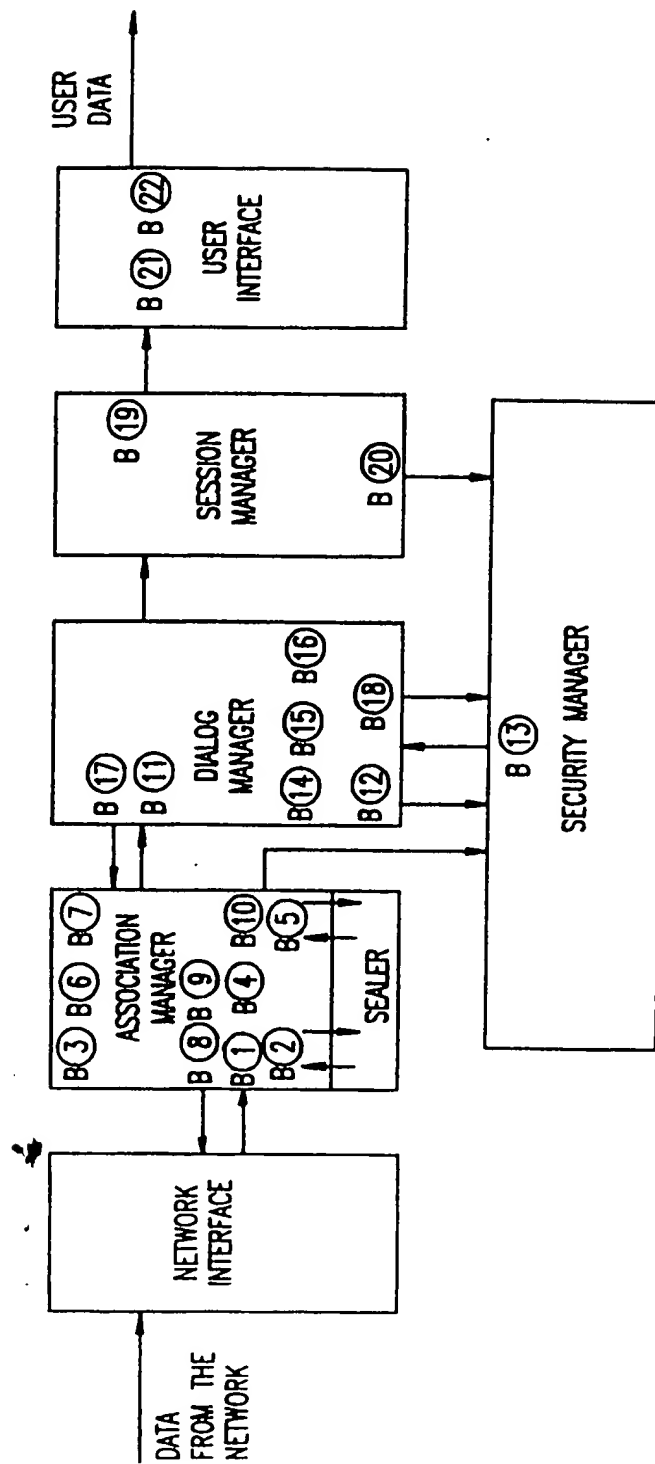 DATA
FROM THE
NETWORK
NETWORK
INTERFACE
B 3 B 6 B 7
ASSOCIATION
MANAGER
B 8 B 9
B 1 B 4 B 10
B 2 B 5
SEALER
B 17
B 11
DIALOG
MANAGER
B 14 B 15 B 16
B 12 B 18
B 19
SESSION
MANAGER
B 20
B 21 B 22
USER
INTERFACE
USER
DATA
B 13
SECURITY MANAGER